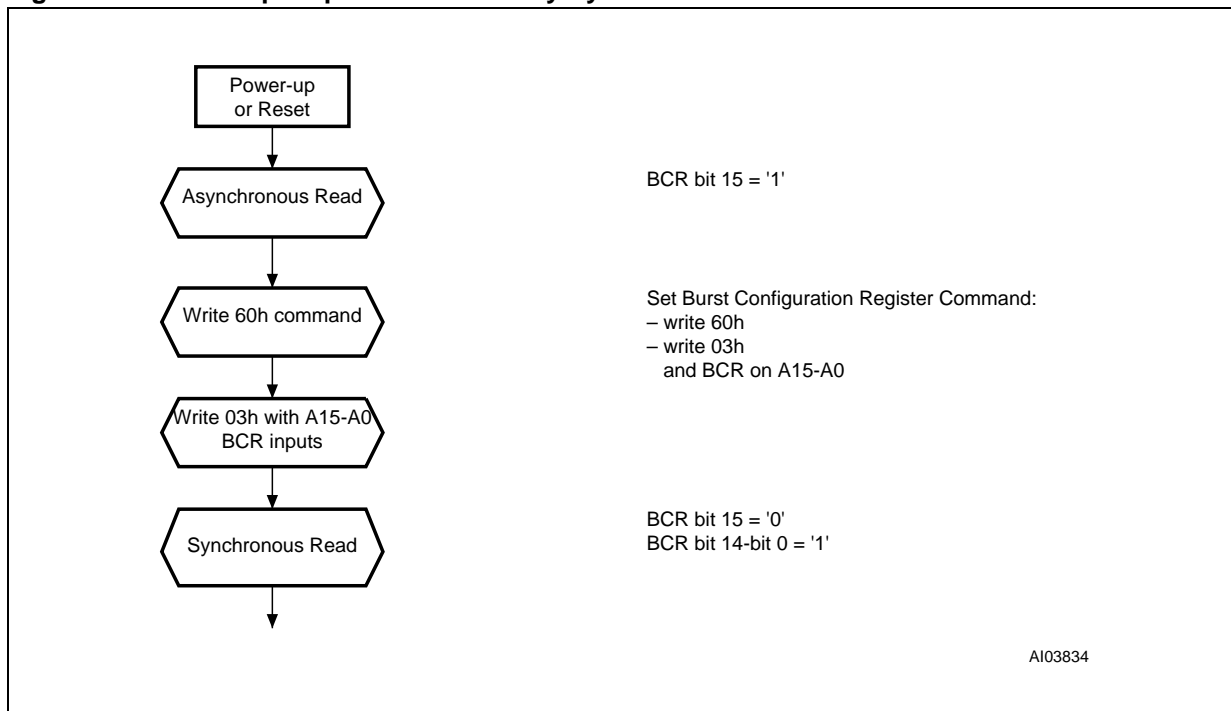 Power-up
or Reset
Asynchronous Read
BCR bit 15 = '1'
Write 60h command
Set Burst Configuration Register Command:
– write 60h
– write 03h
and BCR on A15-A0
Write 03h with A15-A0
BCR inputs
Synchronous Read
BCR bit 15 = '0'
BCR bit 14-bit 0 = '1'
AI03834